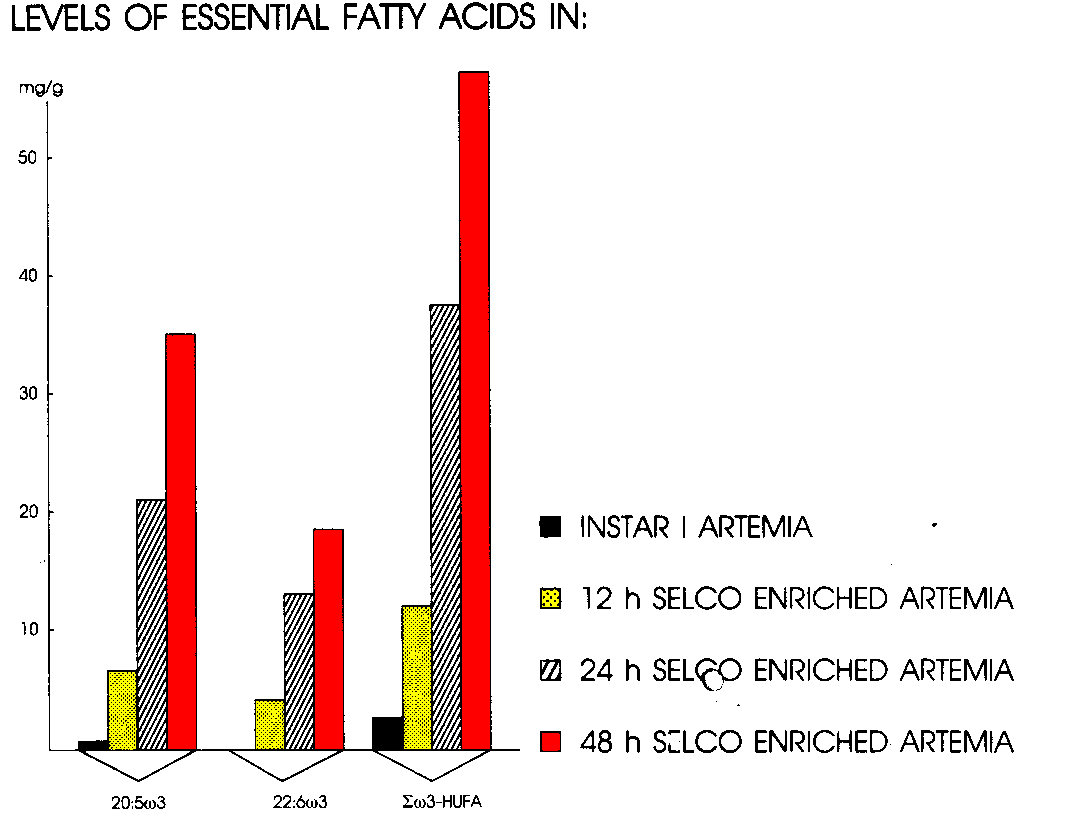 LEVELS OF ESSENTIAL FATTY ACIDS IN:
mg/g
50
40
30
20
10
20:5ω3
22:6ω3
Σω3-HUFA
INSTAR I ARTEMIA
12 h SELCO ENRICHED ARTEMIA
24 h SELCO ENRICHED ARTEMIA
48 h SELCO ENRICHED ARTEMIA